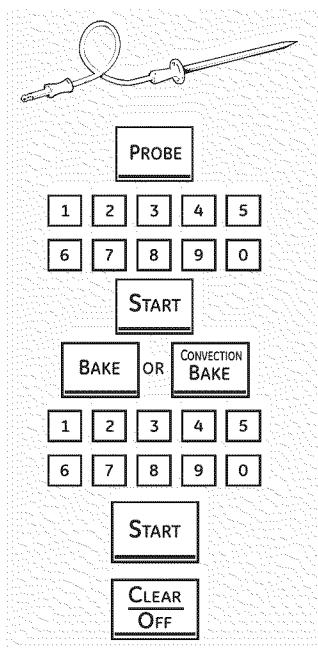 PROBE
1 2 3 4 5
6 7 8 9 0
START
BAKE OR CONVECTION BAKE
1 2 3 4 5
6 7 8 9 0
START
CLEAR
OFF